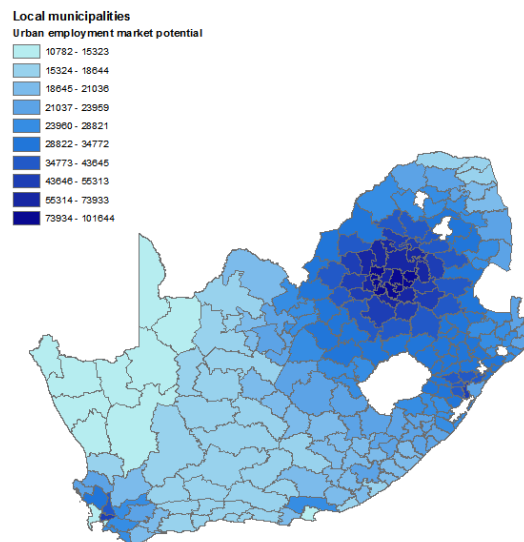 Local municipalities
Urban employment market potential
10782 - 15323
15324 - 18644
18645 - 21036
21037 - 23959
23960 - 28821
28822 - 34772
34773 - 43645
43646 - 55313
55314 - 73933
73934 - 101644